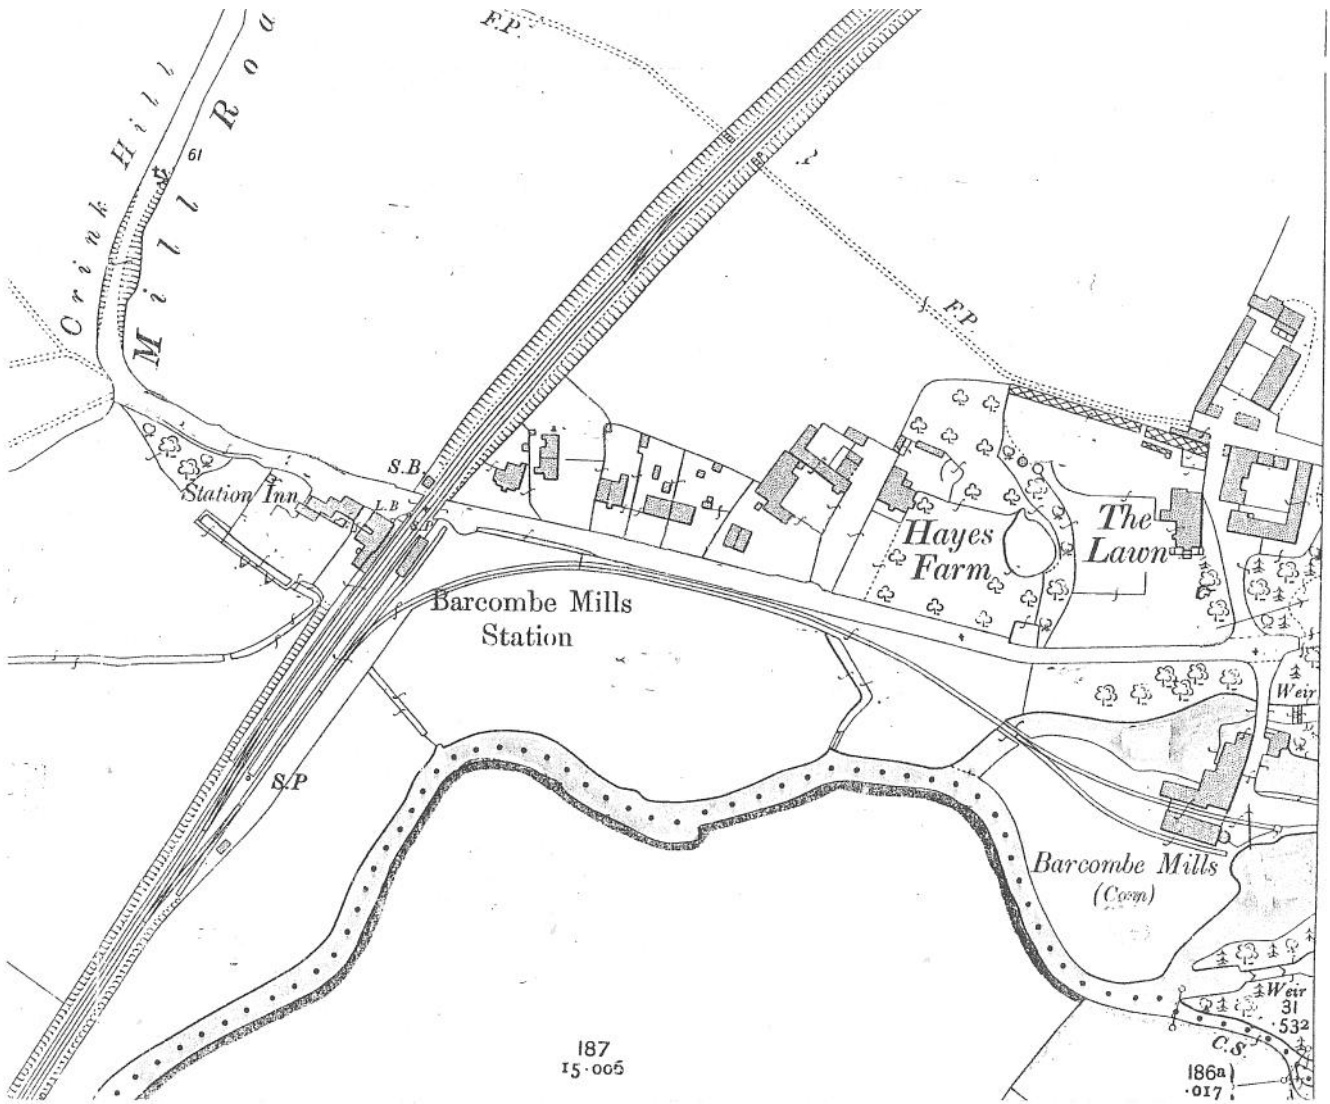 F.P.
Crink Hill
Mill Roa
61
F.P.
S.B.
Station Inn
L.B
S.P
Hayes
Farm
The
Lawn
Barcombe Mills
Station
Weir
S.P
Barcombe Mills
(Corn)
Weir
31
.532
C.S.
187
15.006
186a
.017